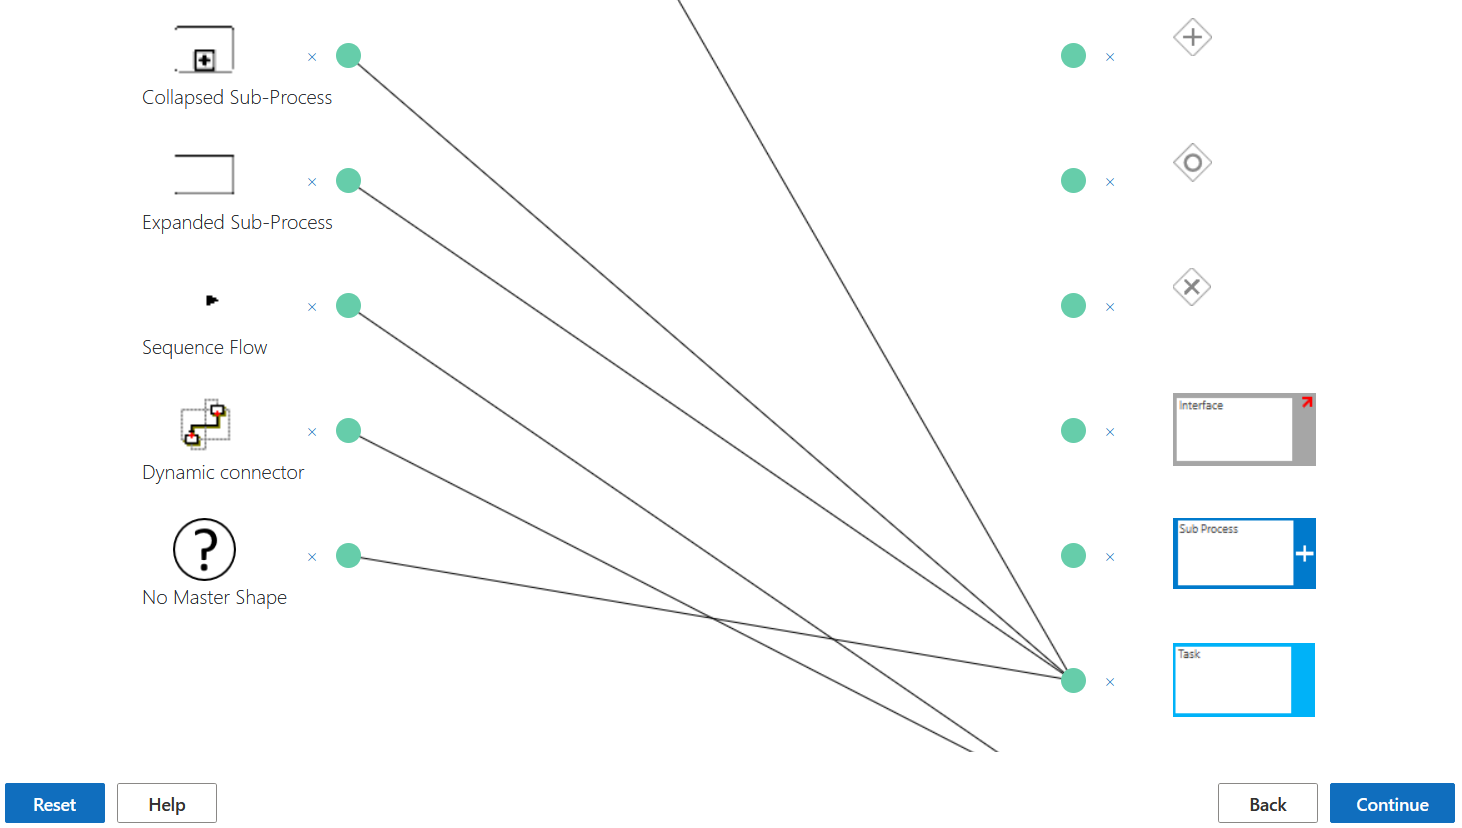 Collapsed Sub-Process
Expanded Sub-Process
Sequence Flow
Interface
Dynamic connector
Sub Process
?
No Master Shape
Task
Reset
Help
Back
Continue